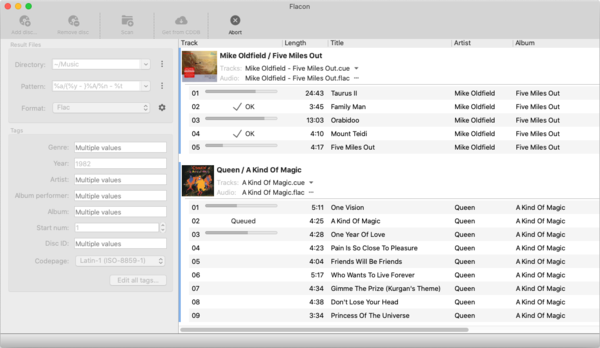 Flacon
Add disc... Remove disc Scan Get from CDDB Abort
Result Files
Directory: ~/Music
Pattern: %a/{%y - }%A/%n - %t
Format: Flac
Tags
Genre: Multiple values
Year: 1982
Artist: Multiple values
Album performer: Multiple values
Album: Multiple values
Start num: 1
Disc ID: Multiple values
Codepage: Latin-1 (ISO-8859-1)
Edit all tags...
Track Length Title Artist Album
Mike Oldfield / Five Miles Out
Tracks: Mike Oldfield - Five Miles Out.cue
Audio: Mike Oldfield - Five Miles Out.flac
01 24:43 Taurus II Mike Oldfield Five Miles Out
02 OK 3:45 Family Man Mike Oldfield Five Miles Out
03 13:03 Orabidoo Mike Oldfield Five Miles Out
04 OK 4:10 Mount Teidi Mike Oldfield Five Miles Out
05 4:17 Five Miles Out Mike Oldfield Five Miles Out
Queen / A Kind Of Magic
Tracks: A Kind Of Magic.cue
Audio: A Kind Of Magic.flac
01 5:11 One Vision Queen A Kind Of Magic
02 Queued 4:25 A Kind Of Magic Queen A Kind Of Magic
03 4:28 One Year Of Love Queen A Kind Of Magic
04 4:23 Pain Is So Close To Pleasure Queen A Kind Of Magic
05 4:04 Friends Will Be Friends Queen A Kind Of Magic
06 5:17 Who Wants To Live Forever Queen A Kind Of Magic
07 4:34 Gimme The Prize (Kurgan's Theme) Queen A Kind Of Magic
08 4:38 Don't Lose Your Head Queen A Kind Of Magic
09 3:34 Princes Of The Universe Queen A Kind Of Magic